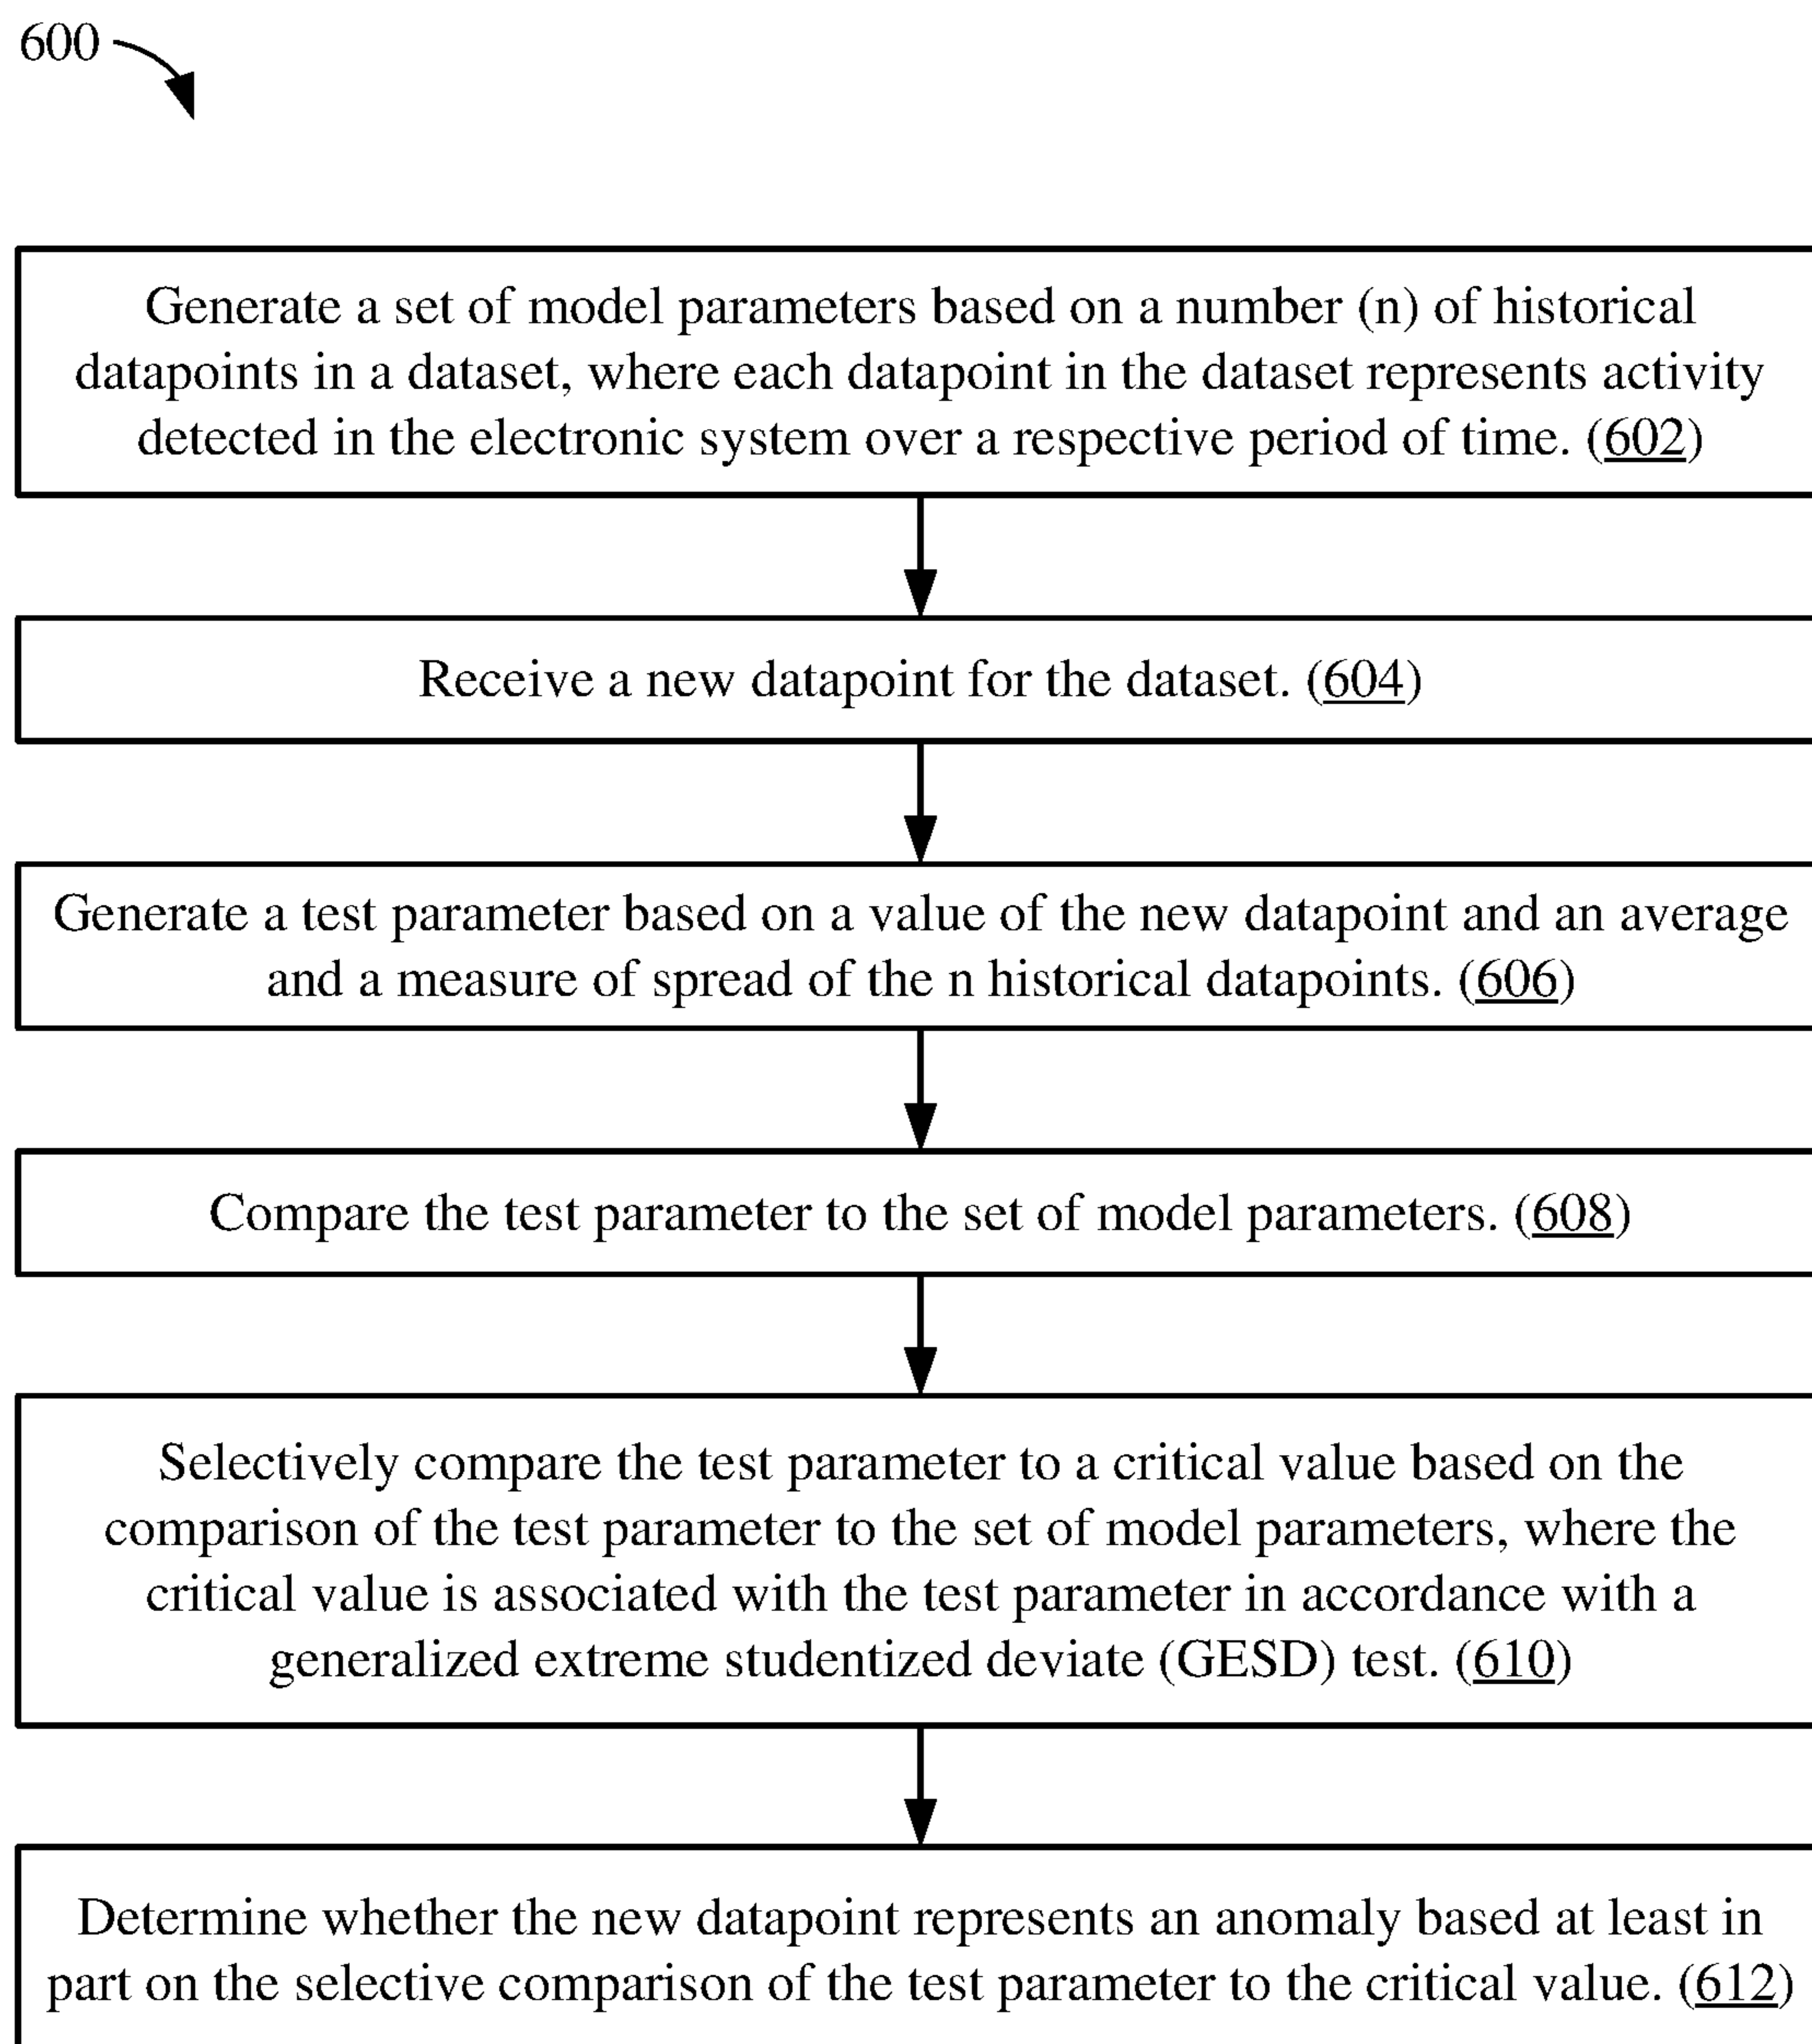 600
Generate a set of model parameters based on a number (n) of historical
datapoints in a dataset, where each datapoint in the dataset represents activity
detected in the electronic system over a respective period of time. (602)
Receive a new datapoint for the dataset. (604)
Generate a test parameter based on a value of the new datapoint and an average
and a measure of spread of the n historical datapoints. (606)
Compare the test parameter to the set of model parameters. (608)
Selectively compare the test parameter to a critical value based on the
comparison of the test parameter to the set of model parameters, where the
critical value is associated with the test parameter in accordance with a
generalized extreme studentized deviate (GESD) test. (610)
Determine whether the new datapoint represents an anomaly based at least in
part on the selective comparison of the test parameter to the critical value. (612)